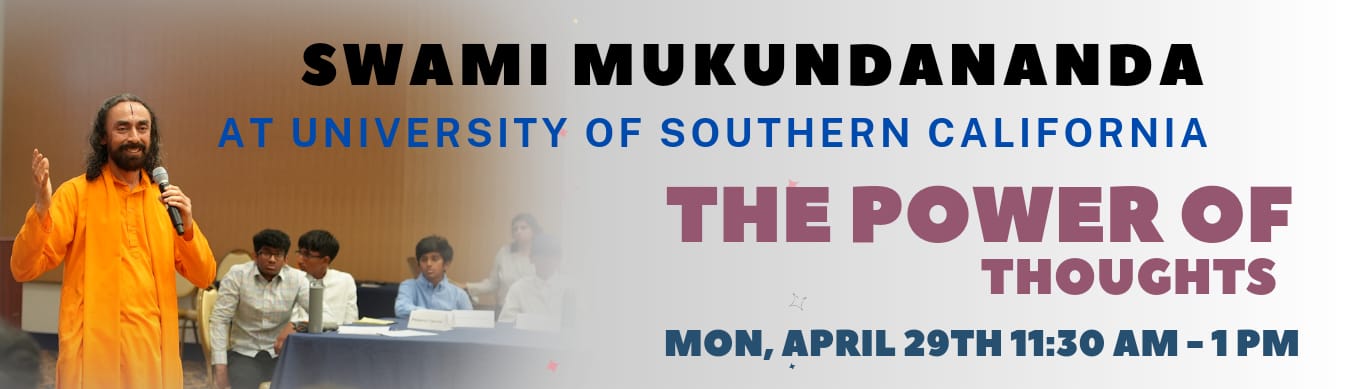 SWAMI MUKUNDANANDA
AT UNIVERSITY OF SOUTHERN CALIFORNIA
THE POWER OF
THOUGHTS
MON, APRIL 29TH 11:30 AM – 1 PM